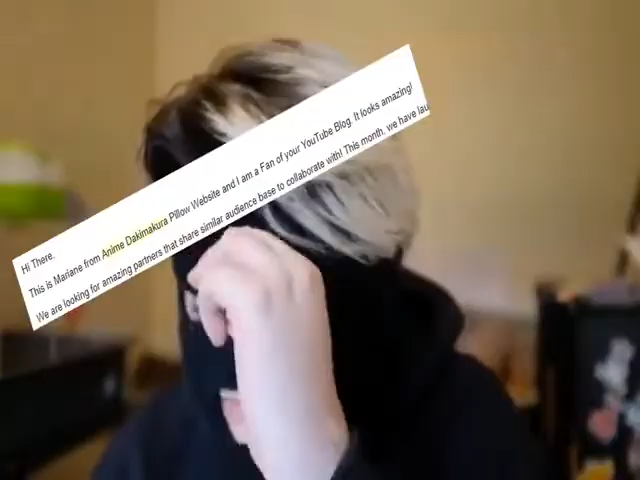 Hi There.
This is Mariane from Anime Dakimakura Pillow Website and I am a Fan of your YouTube Blog. It looks amazing!
We are looking for amazing partners that share similar audience base to collaborate with! This month, we have lau